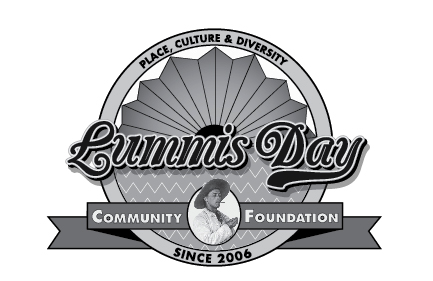 PLACE, CULTURE & DIVERSITY
Lummis Day
COMMUNITY FOUNDATION
SINCE 2006